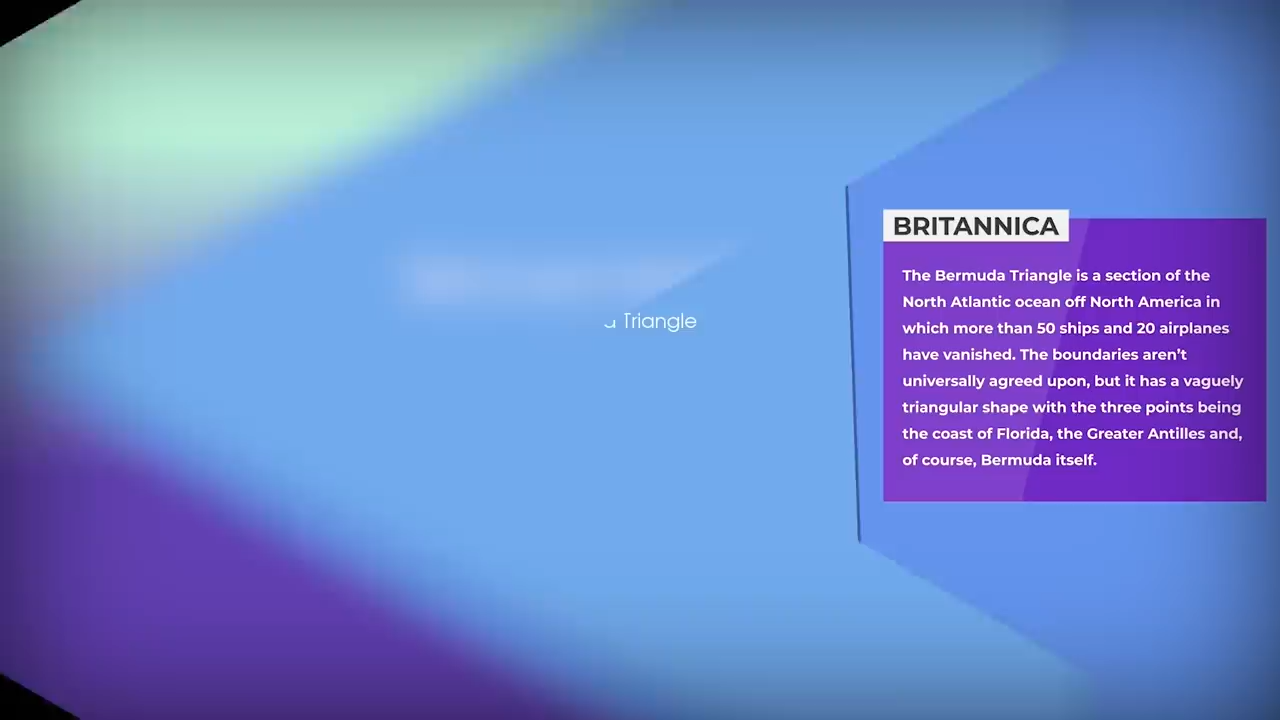 Triangle
BRITANNICA
The Bermuda Triangle is a section of the
North Atlantic ocean off North America in
which more than 50 ships and 20 airplanes
have vanished. The boundaries aren’t
universally agreed upon, but it has a vaguely
triangular shape with the three points being
the coast of Florida, the Greater Antilles and,
of course, Bermuda itself.